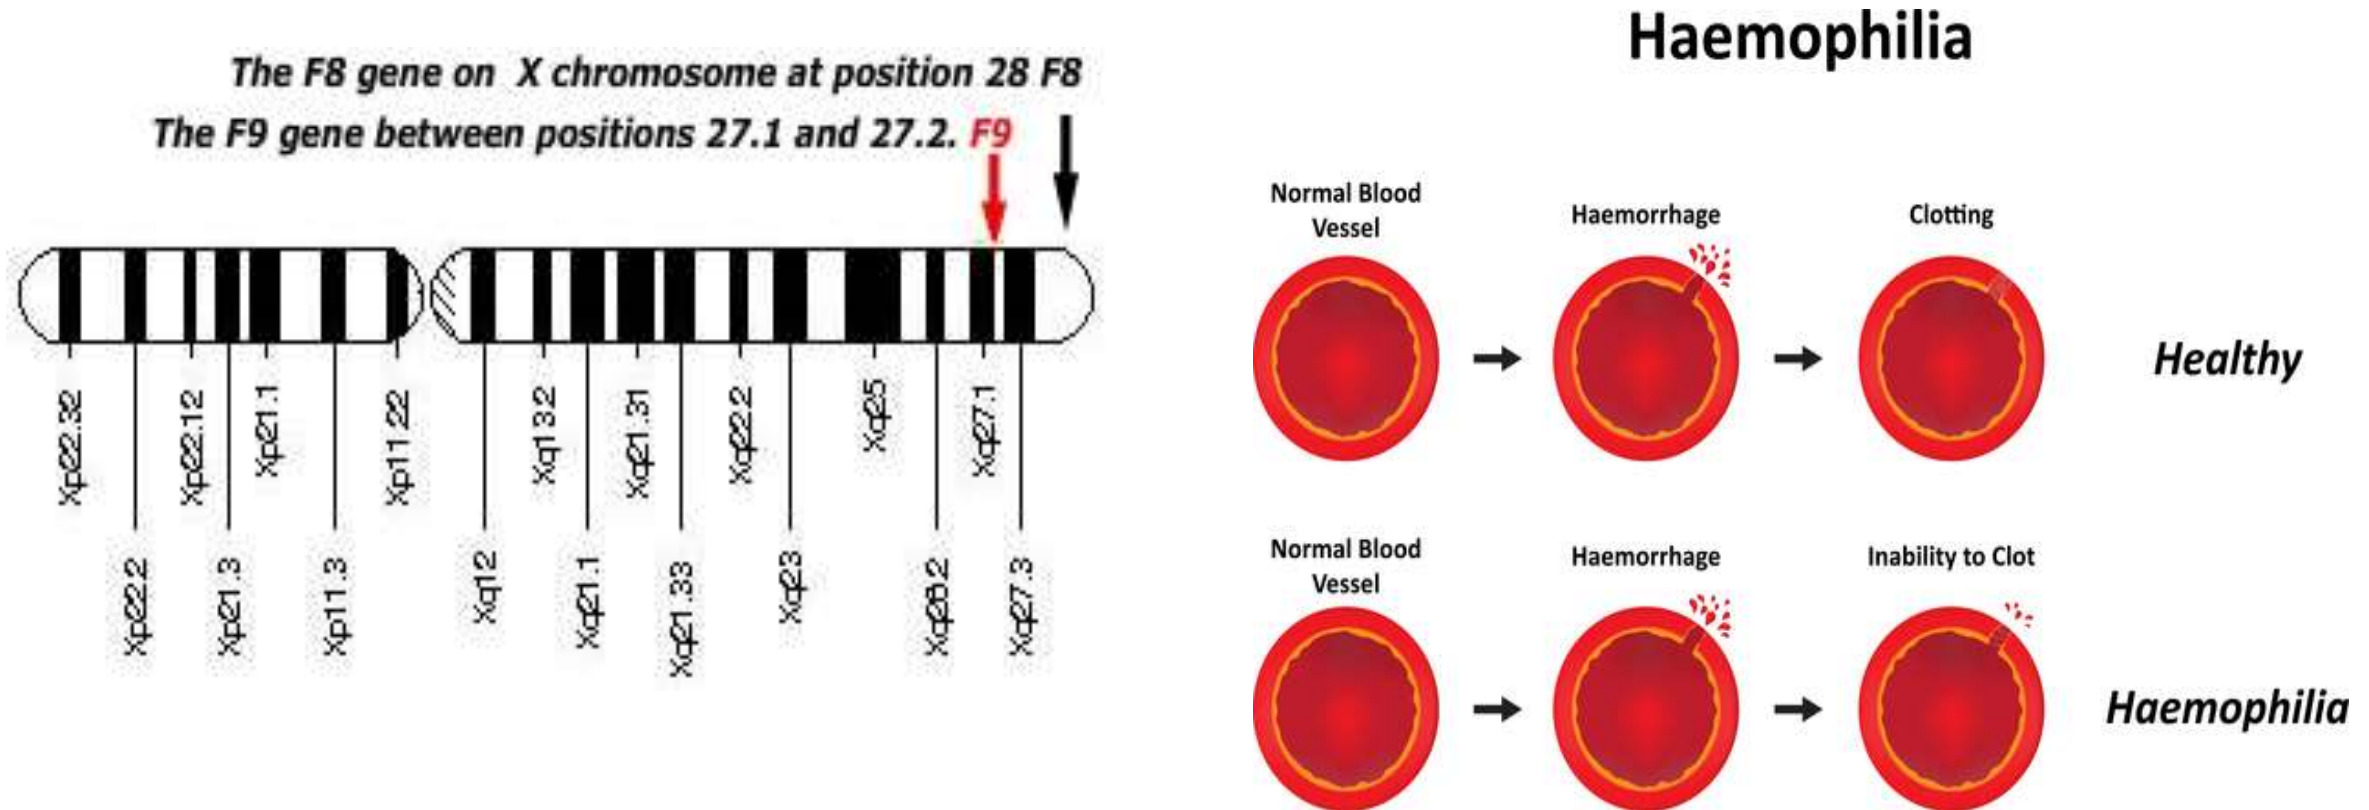 The F8 gene on X chromosome at position 28 F8
The F9 gene between positions 27.1 and 27.2. F9
Xp22.32
Xp22.2
Xp22.12
Xp21.3
Xp21.1
Xp11.3
Xp11.22
Xq12
Xq13.2
Xq21.1
Xq21.31
Xq21.33
Xq22.2
Xq23
Xq25
Xq26.2
Xq27.1
Xq27.3
Haemophilia
Normal Blood
Vessel
Haemorrhage
Clotting
Healthy
Normal Blood
Vessel
Haemorrhage
Inability to Clot
Haemophilia